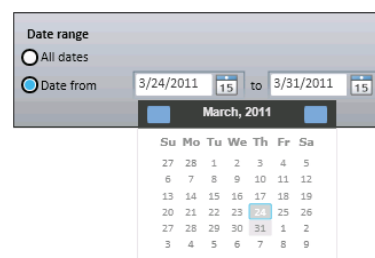 Date range
All dates
Date from 3/24/2011 15 to 3/31/2011 15
March, 2011
Su Mo Tu We Th Fr Sa
27 28 1 2 3 4 5
6 7 8 9 10 11 12
13 14 15 16 17 18 19
20 21 22 23 24 25 26
27 28 29 30 31 1 2
3 4 5 6 7 8 9